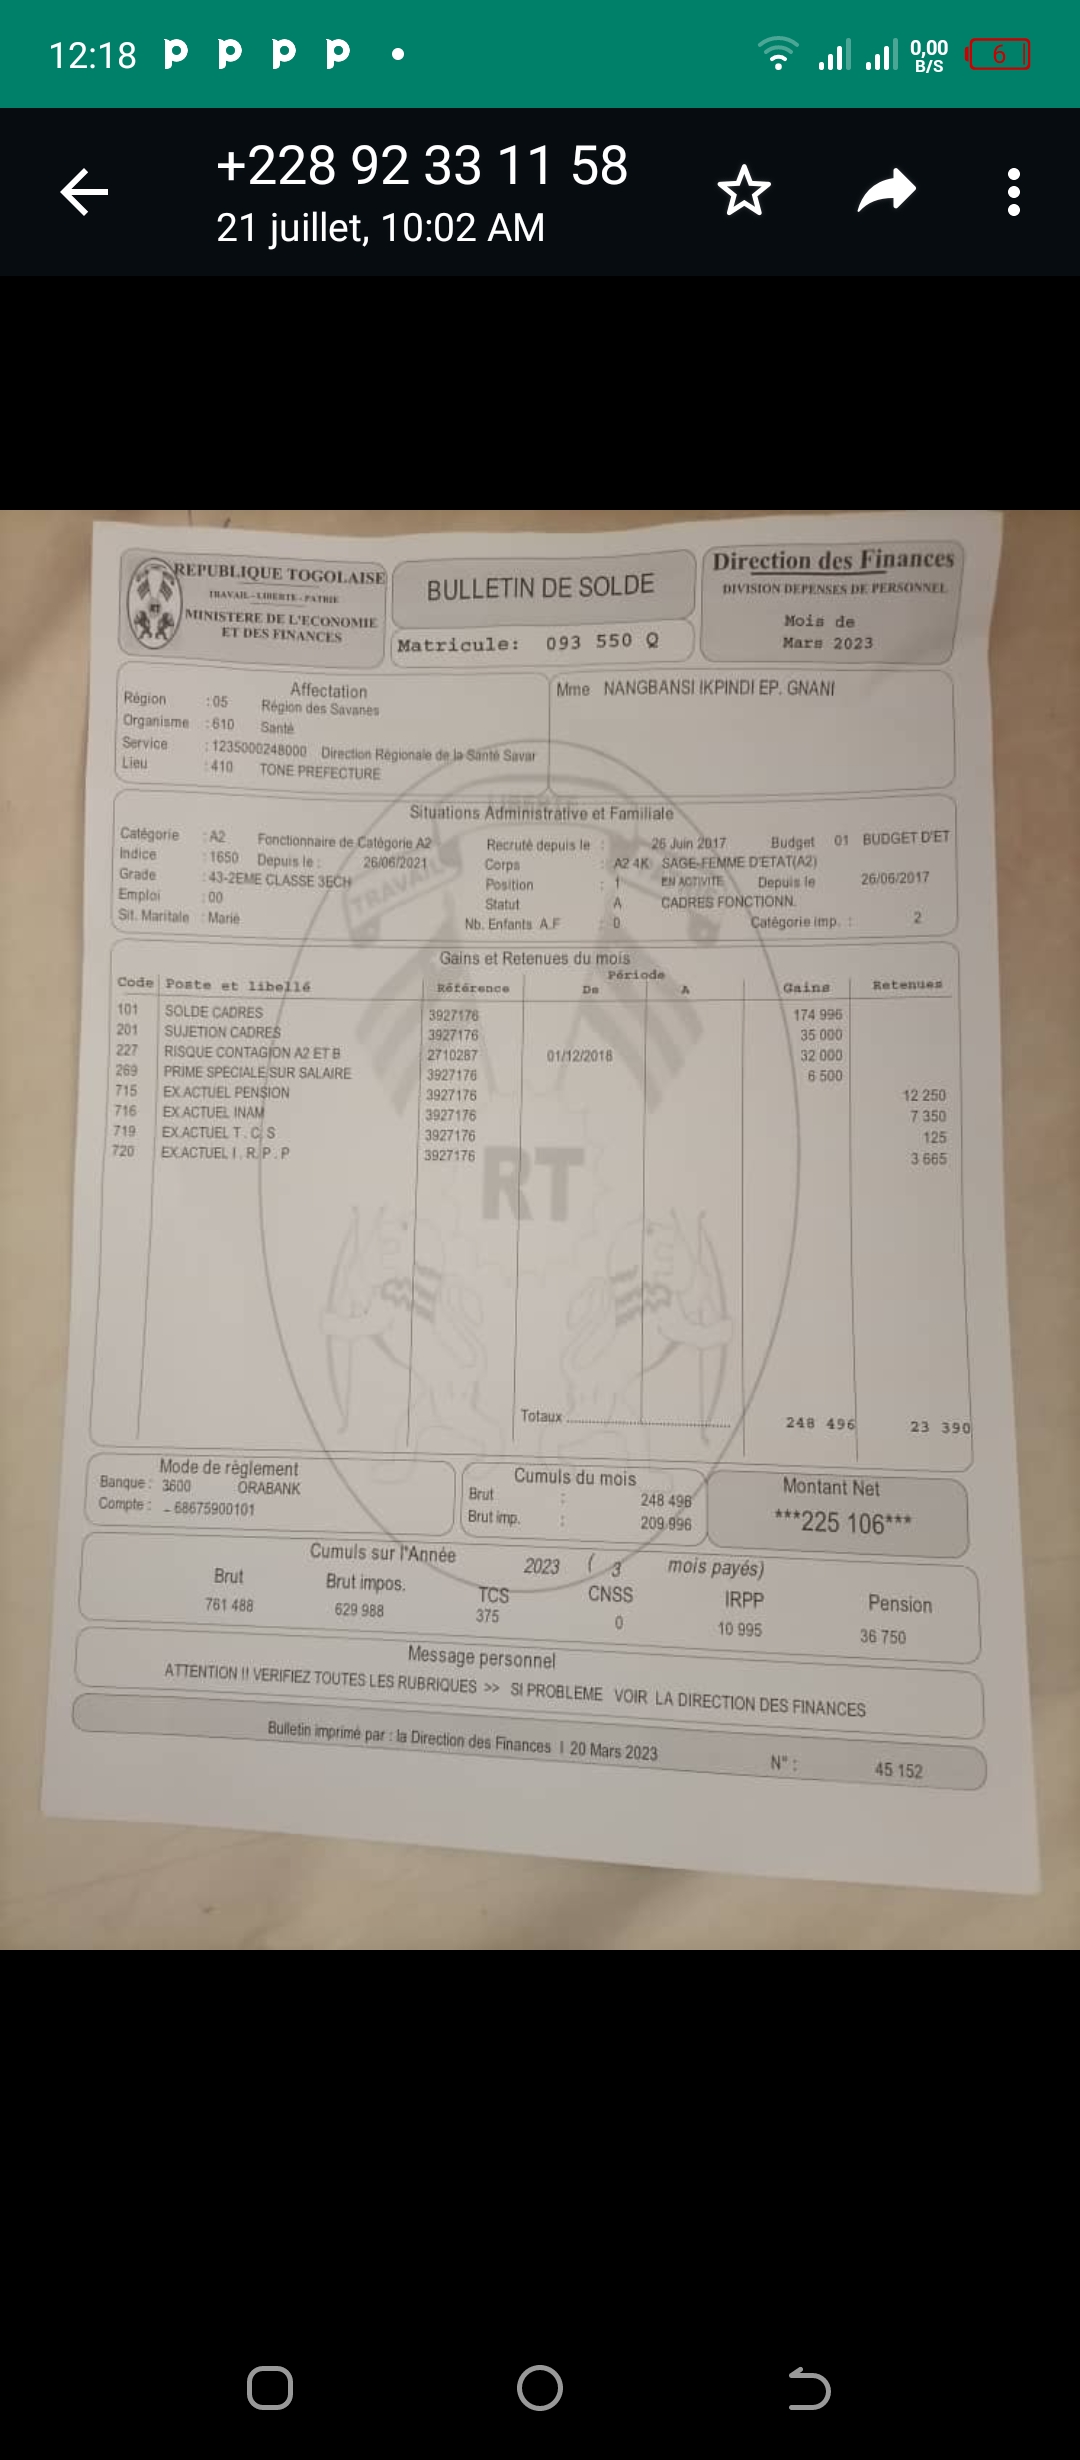 12:18
0,00 B/S
6
+228 92 33 11 58
21 juillet, 10:02 AM
REPUBLIQUE TOGOLAISE
TRAVAIL - LIBERTE - PATRIE
MINISTERE DE L'ECONOMIE
ET DES FINANCES
BULLETIN DE SOLDE
Matricule: 093 550 Q
Direction des Finances
DIVISION DEPENSES DE PERSONNEL
Mois de
Mars 2023
Affectation
Région : 05 Région des Savanes
Organisme : 610 Santé
Service : 1235000248000 Direction Régionale de la Santé Savar
Lieu : 410 TONE PREFECTURE
Mme NANGBANSI IKPINDI EP. GNANI
Situations Administrative et Familiale
Catégorie : A2 Fonctionnaire de Catégorie A2
Indice : 1650 Depuis le : 26/06/2021
Grade : 43-2EME CLASSE 3ECH
Emploi : 00
Sit. Maritale : Marié
Recruté depuis le : 26 Juin 2017 Budget 01 BUDGET D'ET
Corps : A2 4K SAGE-FEMME D'ETAT(A2)
Position : 1 EN ACTIVITE Depuis le 26/06/2017
Statut A CADRES FONCTIONN.
Nb. Enfants A.F : 0 Catégorie imp. : 2
Gains et Retenues du mois
Code Poste et libellé Référence Période De A Gains Retenues
101 SOLDE CADRES 3927176 174 996
201 SUJETION CADRES 3927176 35 000
227 RISQUE CONTAGION A2 ET B 2710287 01/12/2018 32 000
269 PRIME SPECIALE SUR SALAIRE 3927176 6 500
715 EX.ACTUEL PENSION 3927176 12 250
716 EX.ACTUEL INAM 3927176 7 350
719 EX.ACTUEL T . C. S 3927176 125
720 EX.ACTUEL I . R. P . P 3927176 3 665
RT
Totaux 248 496 23 390
Mode de règlement
Banque : 3600 ORABANK
Compte : - 68675900101
Cumuls du mois
Brut : 248 496
Brut imp. : 209 996
Montant Net
***225 106***
Cumuls sur l'Année 2023 ( 3 mois payés)
Brut Brut impos. TCS CNSS IRPP Pension
761 488 629 988 375 0 10 995 36 750
Message personnel
ATTENTION !! VERIFIEZ TOUTES LES RUBRIQUES >> SI PROBLEME VOIR LA DIRECTION DES FINANCES
Bulletin imprimé par : la Direction des Finances | 20 Mars 2023 N° : 45 152